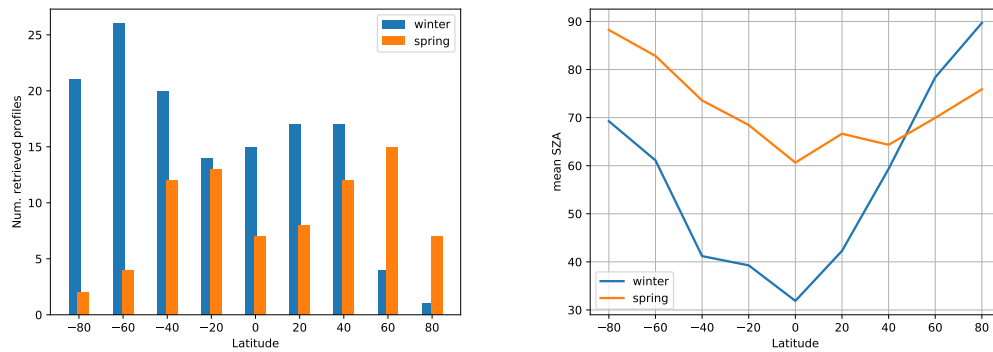 25
20
15
10
5
0
Num. retrieved profiles
winter
spring
−80 −60 −40 −20 0 20 40 60 80
Latitude
90
80
70
60
50
40
30
mean SZA
winter
spring
−80 −60 −40 −20 0 20 40 60 80
Latitude